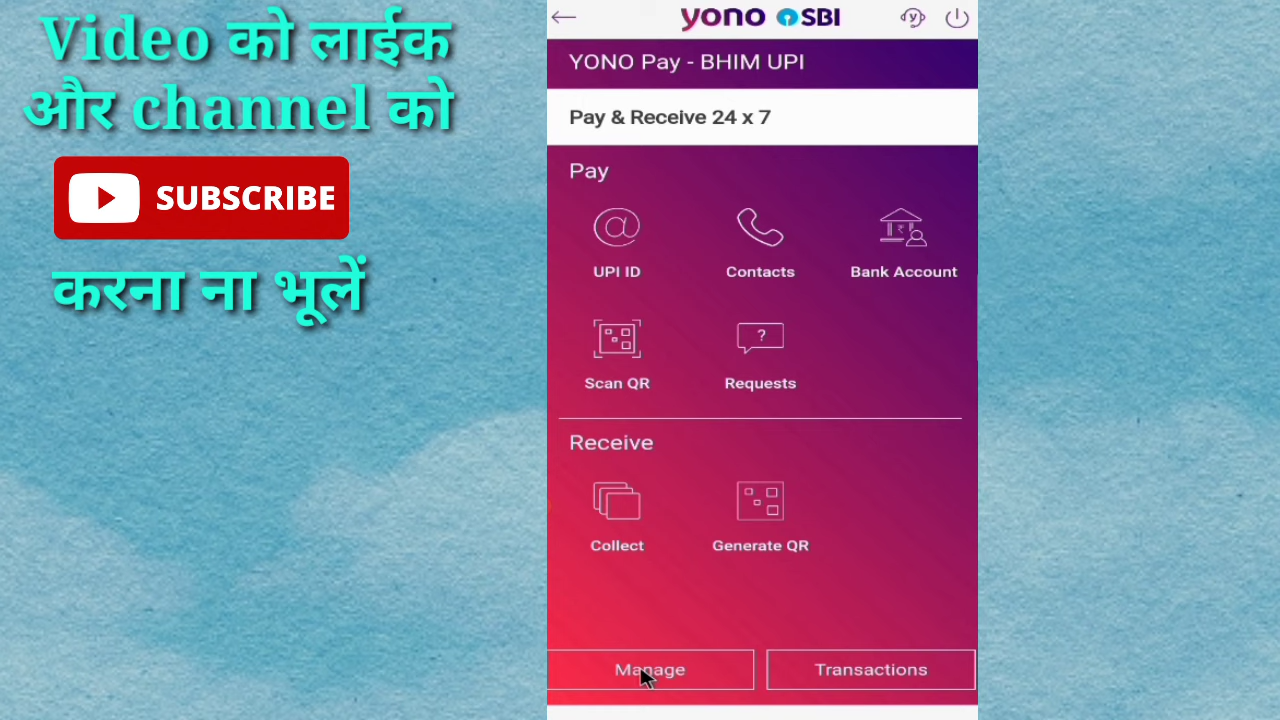 Video को लाईक
और channel को
SUBSCRIBE
करना ना भूलें
yono SBI
y
YONO Pay - BHIM UPI
Pay & Receive 24 x 7
Pay
@
₹
UPI ID
Contacts
Bank Account
?
Scan QR
Requests
Receive
Collect
Generate QR
Manage
Transactions